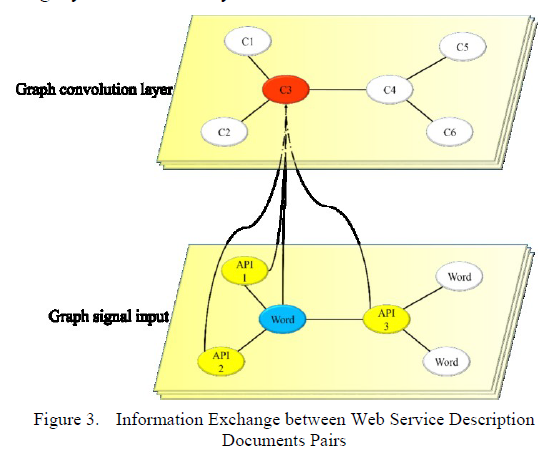 C1
C5
Graph convolution layer
C3
C4
C2
C6
API
1
Word
Graph signal input
Word
API
3
API
2
Word
Figure 3. Information Exchange between Web Service Description
Documents Pairs